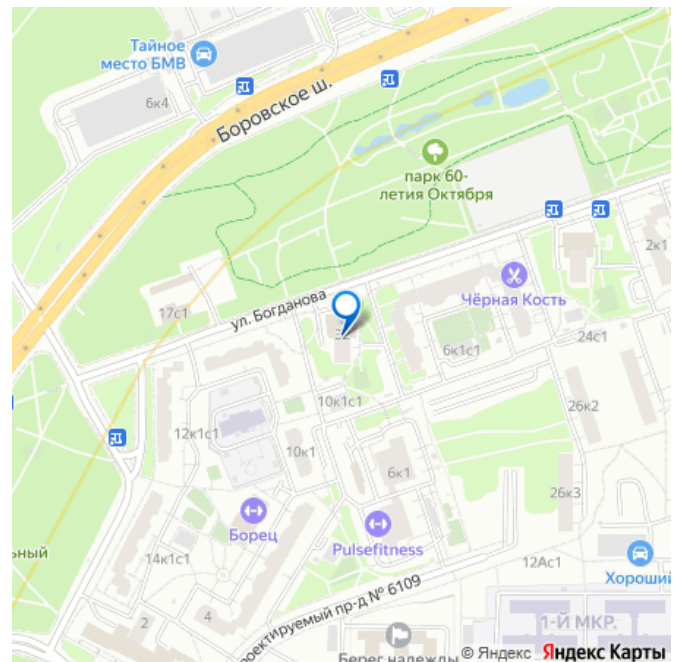 Тайное
место БМВ
6к4
Боровское ш.
парк 60-
летия Октября
2к1
Чёрная Кость
17с1
ул. Богданова
24с1
6к1с1
10к1с1
26к2
12к1с1
10к1
6к1
26к3
Борец
Pulsefitness
ьный
14к1с1
12Ас1
Хороший
2
4
роектируемый пр-д № 6109
1-Й МКР.
Берег надежды
© Яндекс Яндекс Карты